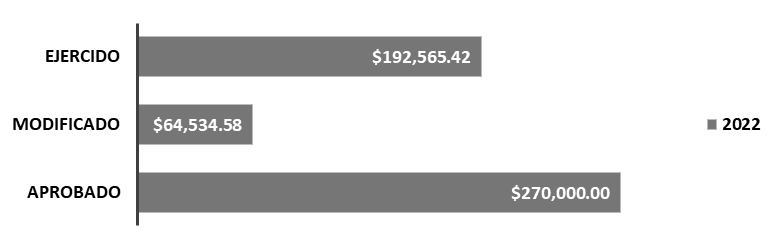 EJERCIDO $192,565.42
MODIFICADO $64,534.58
2022
APROBADO $270,000.00